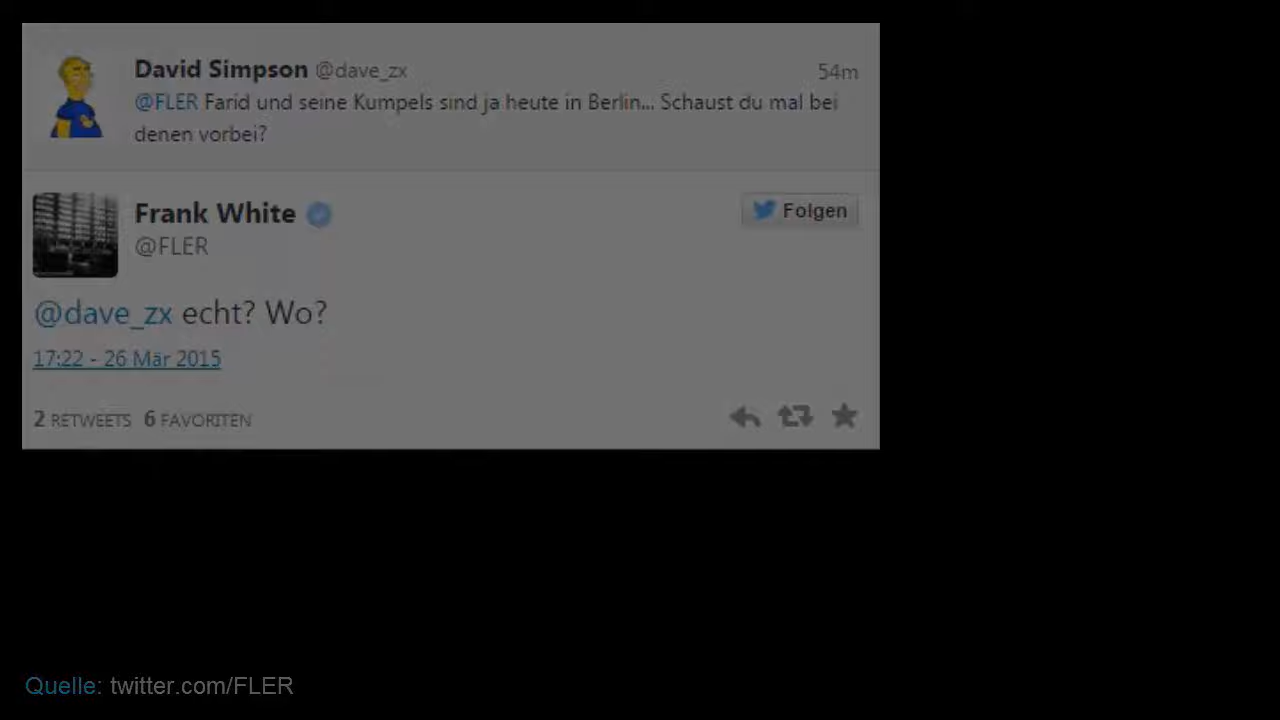 David Simpson @dave_zx 54m
@FLER Farid und seine Kumpels sind ja heute in Berlin... Schaust du mal bei
denen vorbei?
Frank White Folgen
@FLER
@dave_zx echt? Wo?
17:22 - 26 Mär 2015
2 RETWEETS 6 FAVORITEN
Quelle: twitter.com/FLER